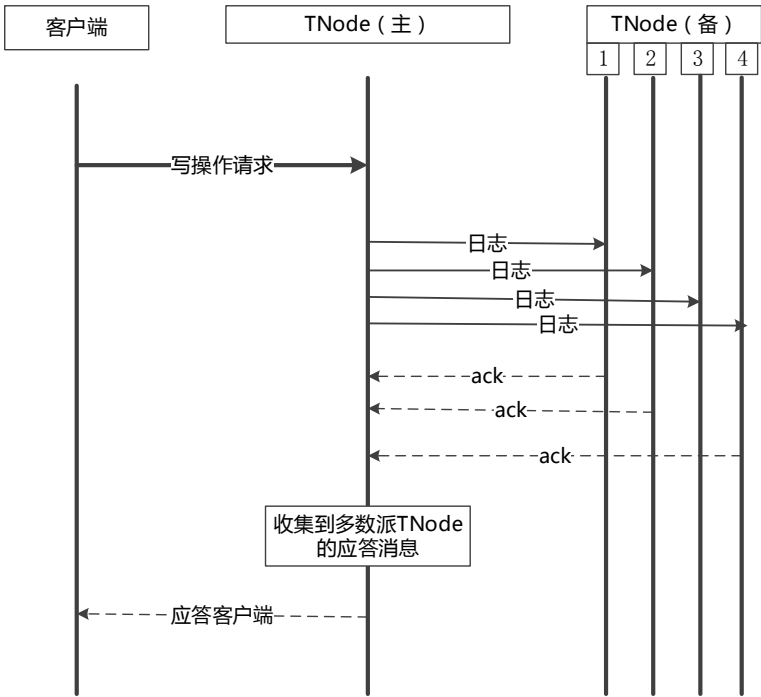 客户端
TNode（主）
TNode（备）
1
2
3
4
写操作请求
日志
日志
日志
日志
ack
ack
ack
收集到多数派TNode
的应答消息
应答客户端